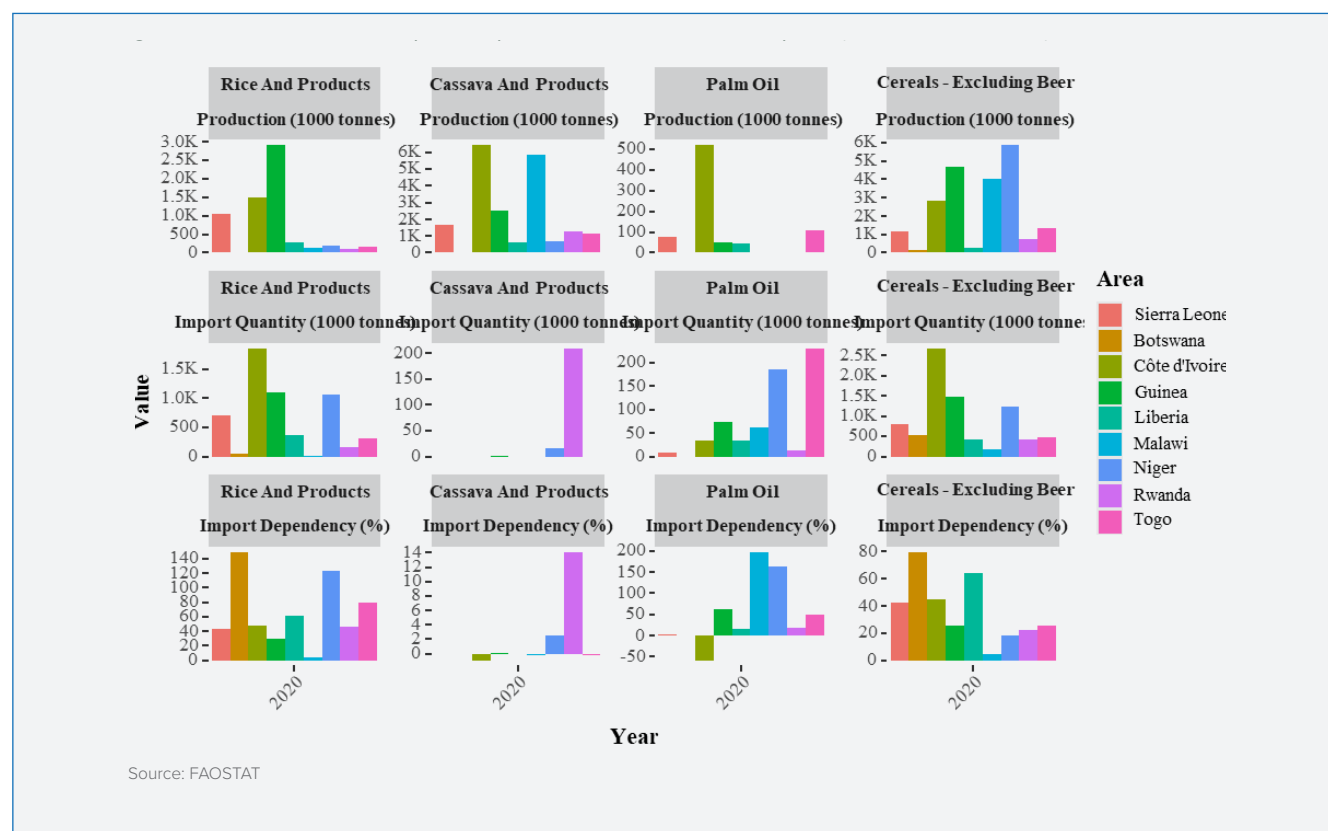 Rice And Products Cassava And Products Palm Oil Cereals - Excluding Beer
Production (1000 tonnes) Production (1000 tonnes) Production (1000 tonnes) Production (1000 tonnes)
3.0K
2.5K
2.0K
1.5K
1.0K
500
0
6K
5K
4K
3K
2K
1K
0
500
400
300
200
100
0
6K
5K
4K
3K
2K
1K
0
Rice And Products Cassava And Products Palm Oil Cereals - Excluding Beer
Import Quantity (1000 tonnes) Import Quantity (1000 tonnes) Import Quantity (1000 tonnes) Import Quantity (1000 tonnes
1.5K
1.0K
500
0
200
150
100
50
0
200
150
100
50
0
2.5K
2.0K
1.5K
1.0K
500
0
Rice And Products Cassava And Products Palm Oil Cereals - Excluding Beer
Import Dependency (%) Import Dependency (%) Import Dependency (%) Import Dependency (%)
140
120
100
80
60
40
20
0
14
12
10
8
6
4
2
0
200
150
100
50
0
-50
80
60
40
20
0
2020 2020 2020 2020
Value
Year
Area
Sierra Leone
Botswana
Côte d'Ivoire
Guinea
Liberia
Malawi
Niger
Rwanda
Togo
Source: FAOSTAT